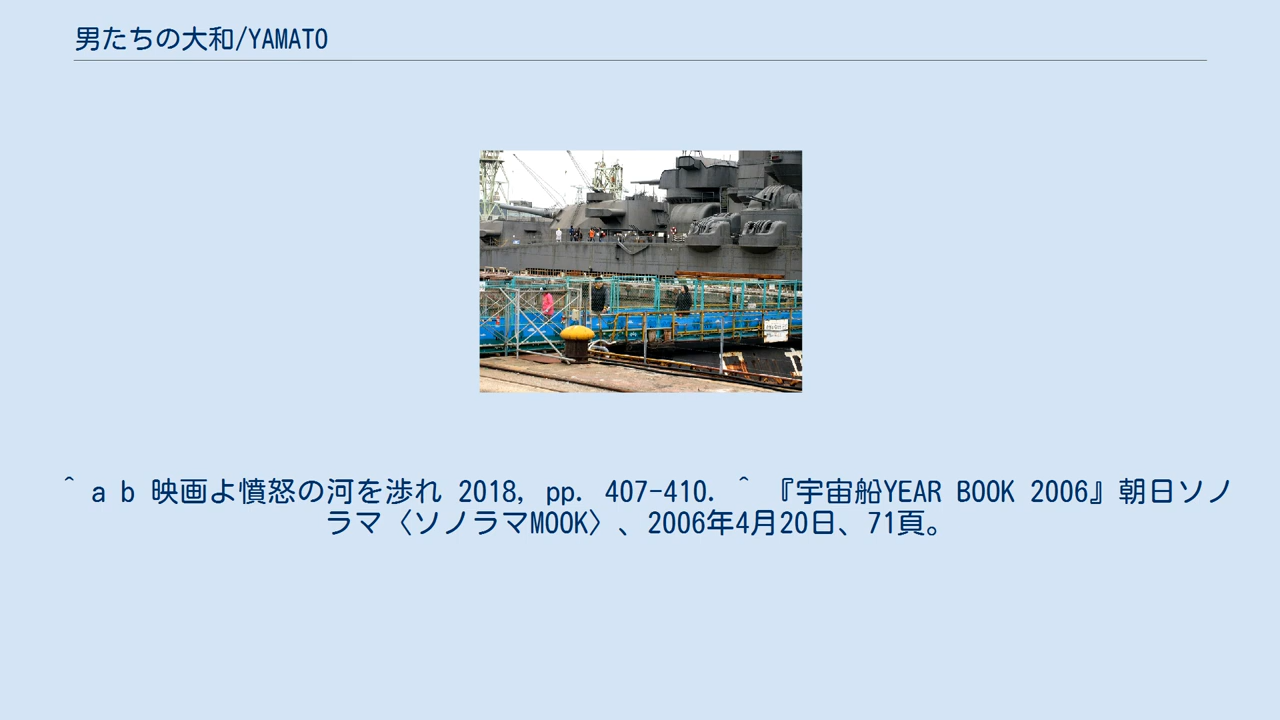 男たちの大和/YAMATO
^ a b 映画よ憤怒の河を渉れ 2018, pp. 407-410. ^ 『宇宙船YEAR BOOK 2006』朝日ソノ
ラマ〈ソノラマMOOK〉、2006年4月20日、71頁。